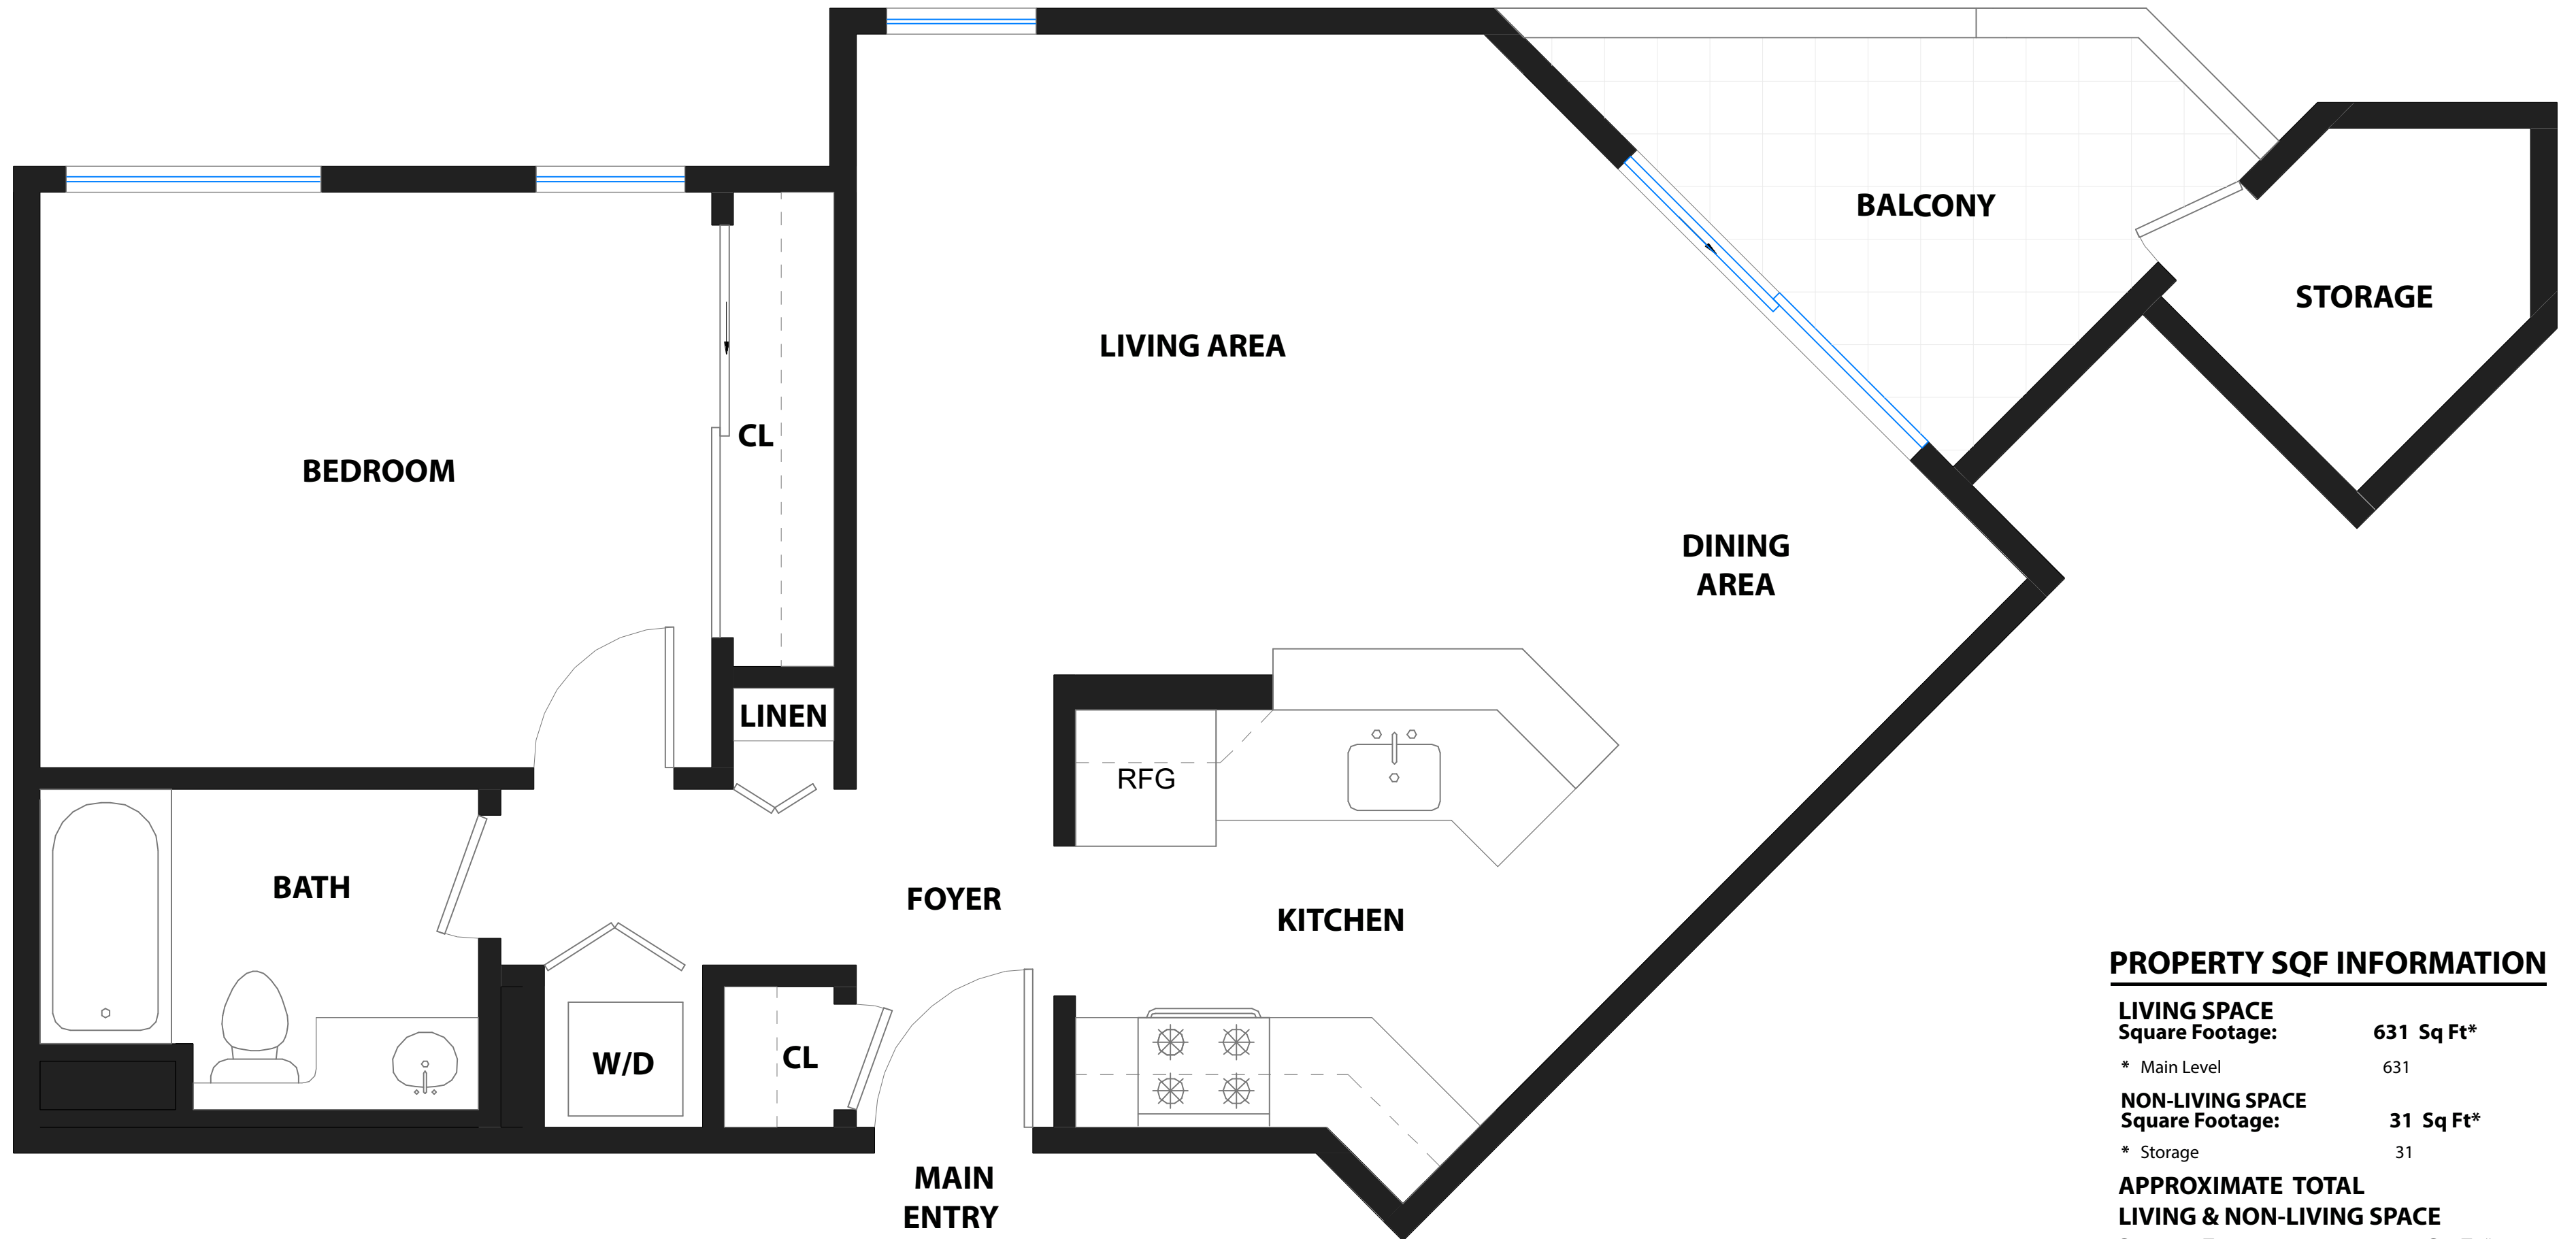 BALCONY
STORAGE
LIVING AREA
CL
BEDROOM
DINING
AREA
LINEN
RFG
BATH
FOYER
KITCHEN
W/D
CL
MAIN
ENTRY
PROPERTY SQF INFORMATION
LIVING SPACE
Square Footage: 631 Sq Ft*
* Main Level 631
NON-LIVING SPACE
Square Footage: 31 Sq Ft*
* Storage 31
APPROXIMATE TOTAL
LIVING & NON-LIVING SPACE